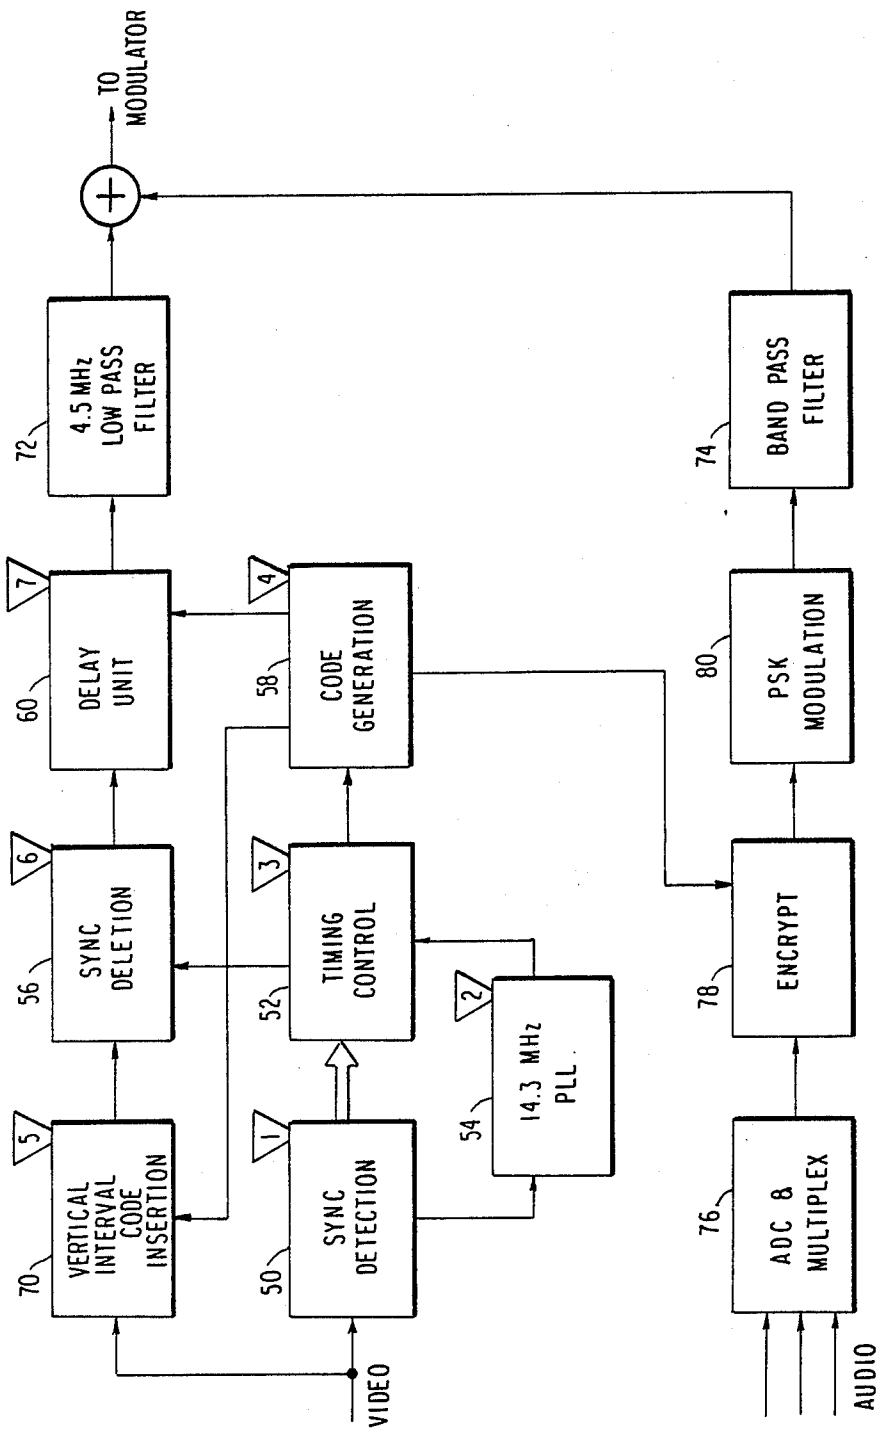 5
VERTICAL
INTERVAL
CODE
INSERTION
70
6
SYNC
DELETION
56
7
DELAY
UNIT
60
72
4.5 MHz
LOW PASS
FILTER
TO
MODULATOR
+
VIDEO
1
SYNC
DETECTION
50
3
TIMING
CONTROL
52
4
CODE
GENERATION
58
2
14.3 MHz
PLL.
54
AUDIO
76
ADC &
MULTIPLEX
78
ENCRYPT
80
PSK
MODULATION
74
BAND PASS
FILTER